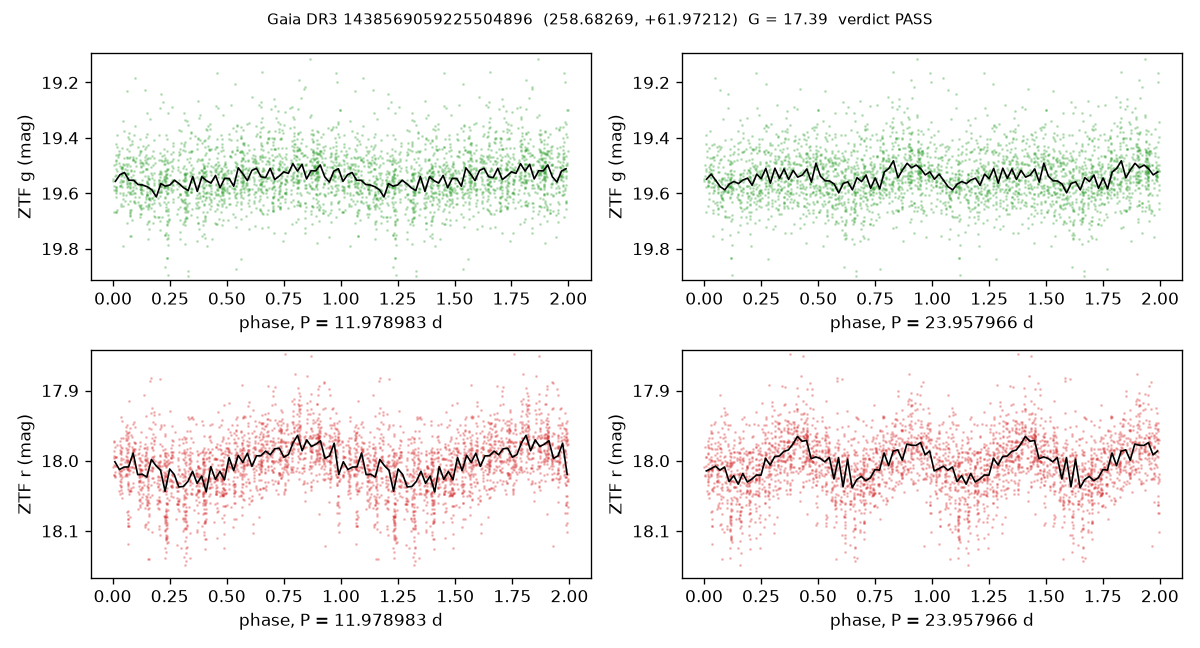 Gaia DR3 1438569059225504896 (258.68269, +61.97212) G = 17.39 verdict PASS
ZTF g (mag)
19.2
19.4
19.6
19.8
0.00 0.25 0.50 0.75 1.00 1.25 1.50 1.75 2.00
phase, P = 11.978983 d
ZTF g (mag)
19.2
19.4
19.6
19.8
0.00 0.25 0.50 0.75 1.00 1.25 1.50 1.75 2.00
phase, P = 23.957966 d
ZTF r (mag)
17.9
18.0
18.1
0.00 0.25 0.50 0.75 1.00 1.25 1.50 1.75 2.00
phase, P = 11.978983 d
ZTF r (mag)
17.9
18.0
18.1
0.00 0.25 0.50 0.75 1.00 1.25 1.50 1.75 2.00
phase, P = 23.957966 d